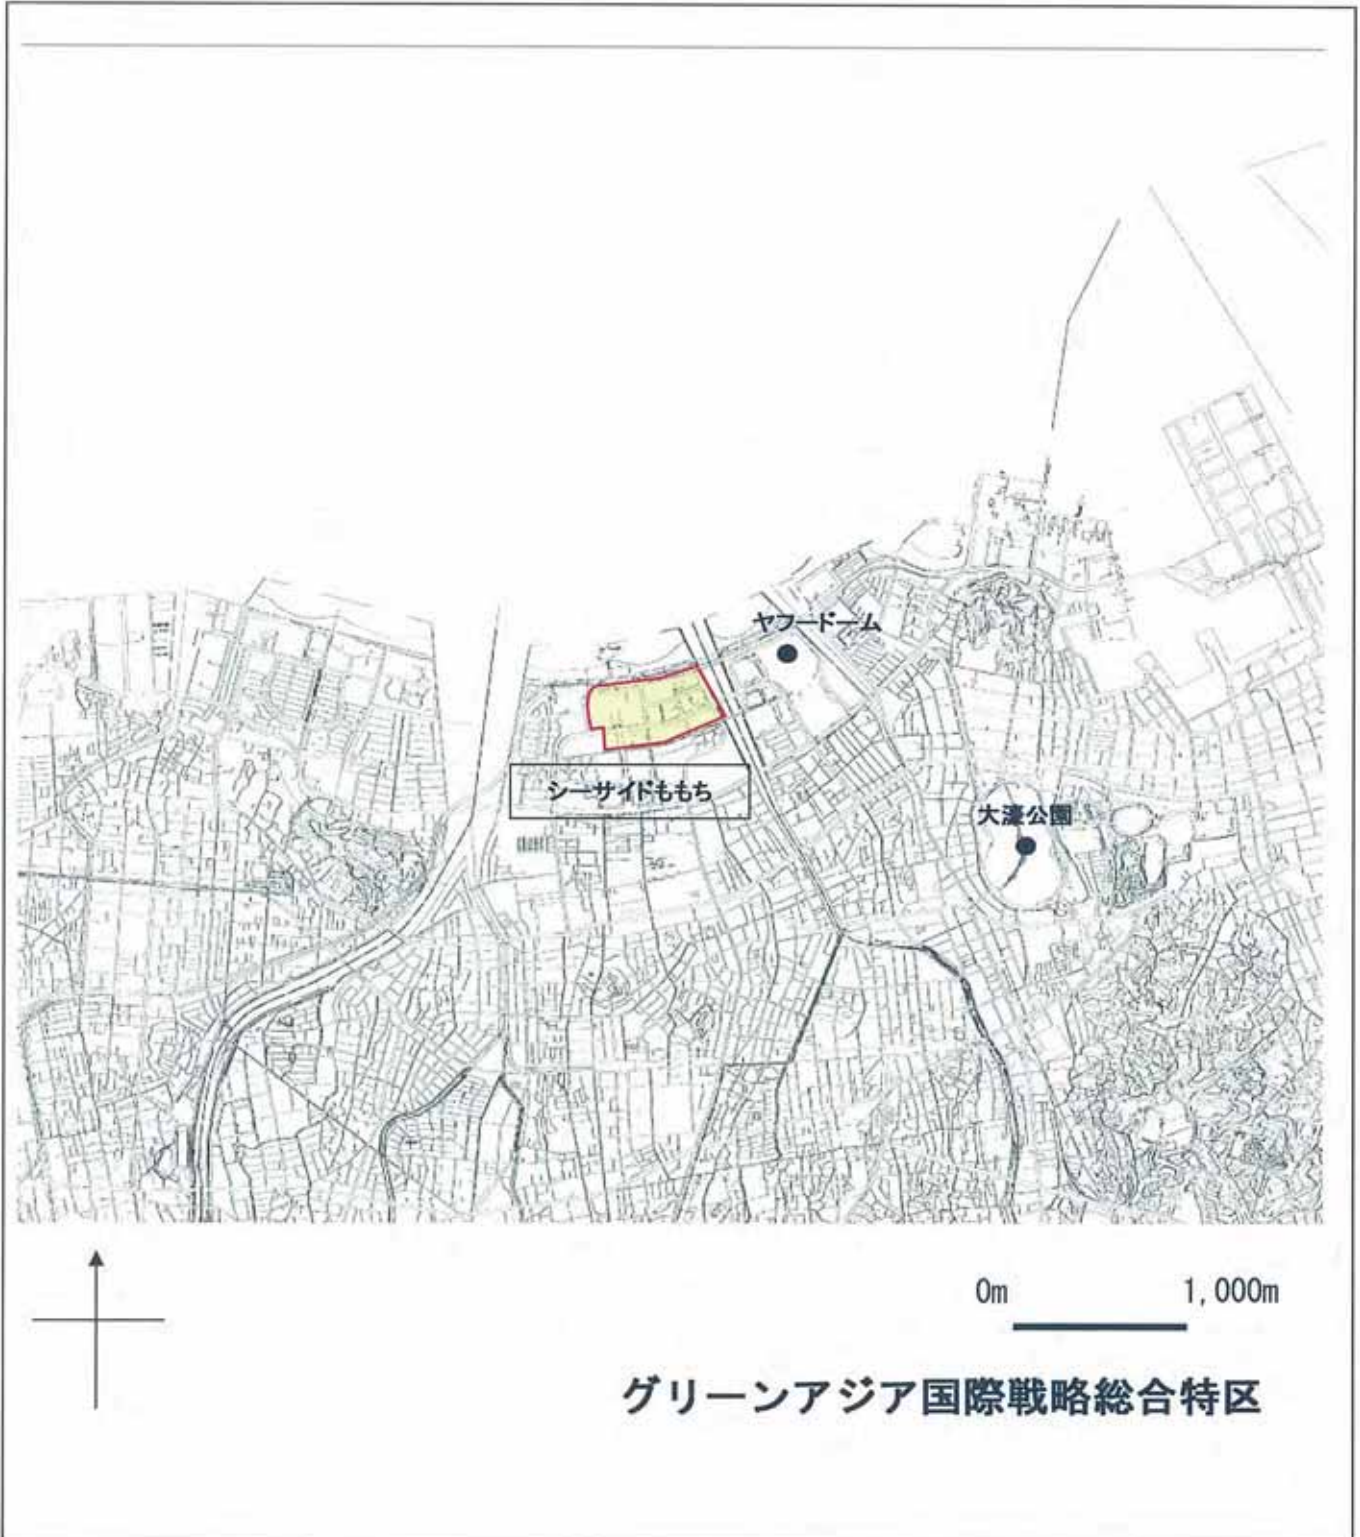 ヤフードーム
シーサイドももち
大濠公園
0m 1,000m
グリーンアジア国際戦略総合特区